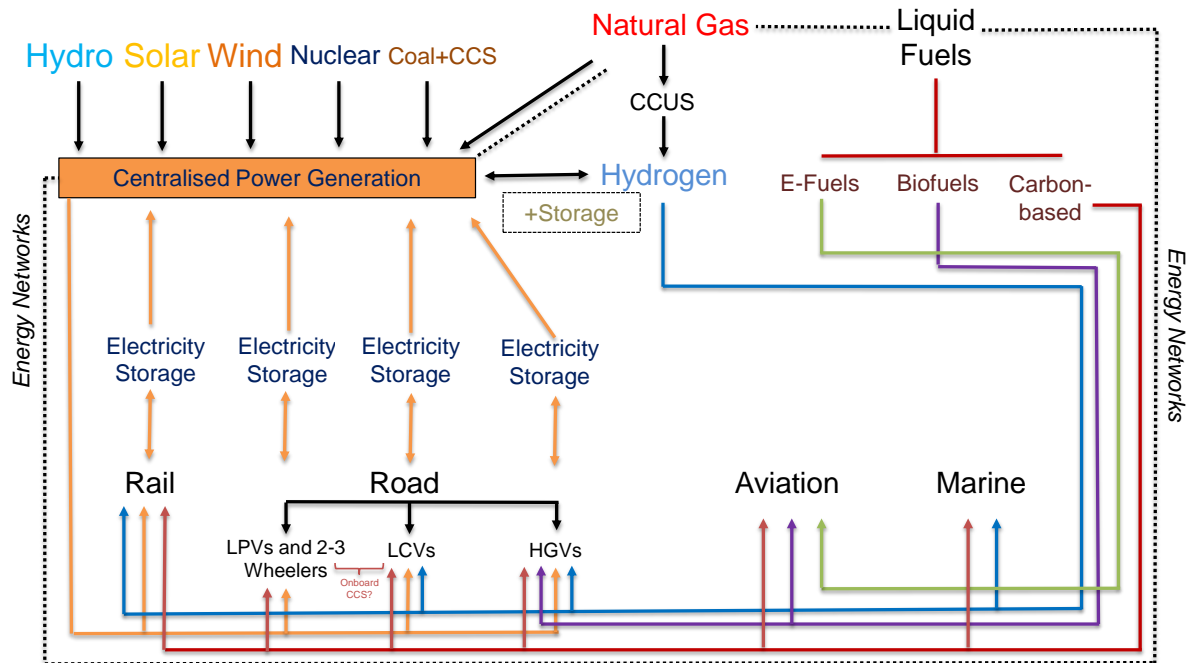 Natural Gas
Liquid
Fuels
Hydro Solar Wind Nuclear Coal+CCS
CCUS
Centralised Power Generation
Hydrogen
+Storage
E-Fuels
Biofuels
Carbon-
based
Energy Networks
Energy Networks
Electricity
Storage
Electricity
Storage
Electricity
Storage
Electricity
Storage
Rail
Road
Aviation
Marine
LPVs and 2-3
Wheelers
LCVs
HGVs
Onboard
CCS?